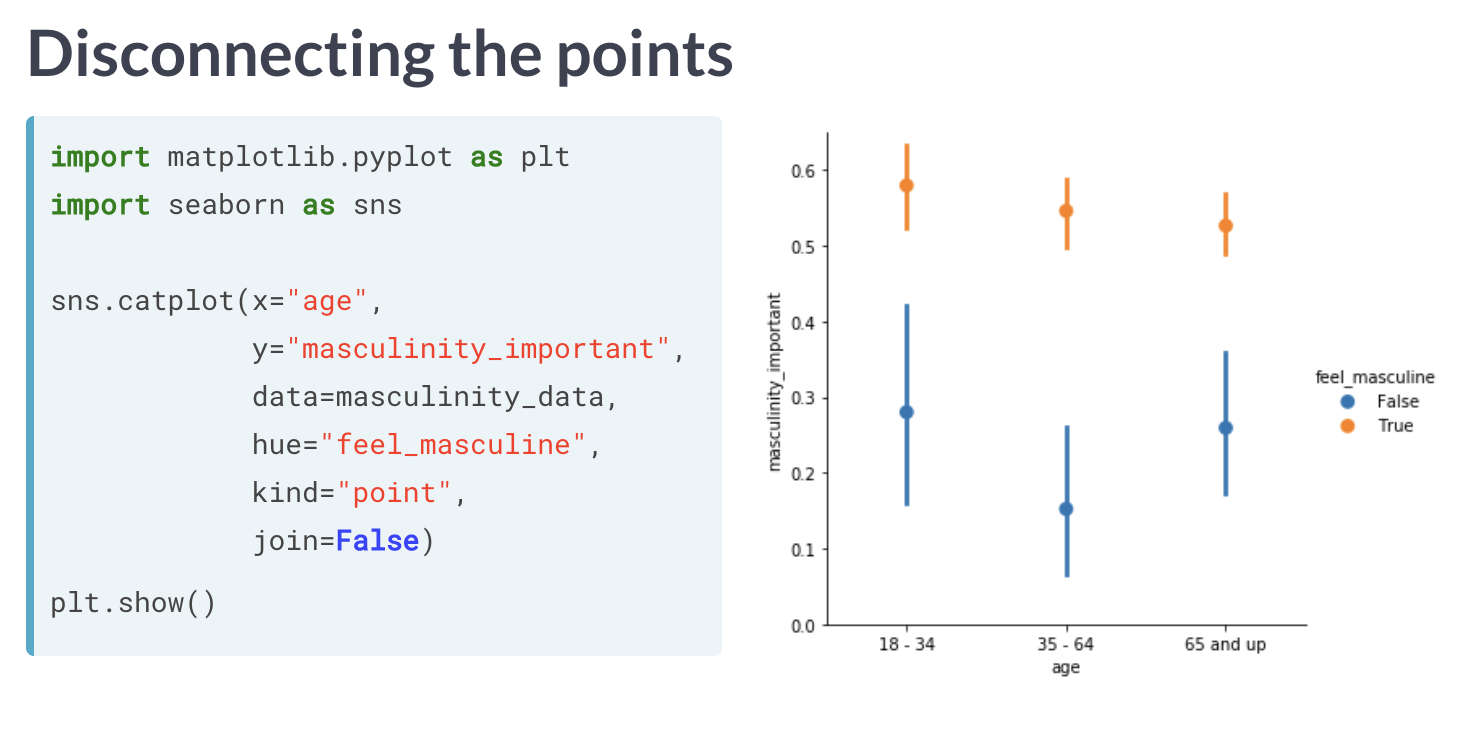 Disconnecting the points
import matplotlib.pyplot as plt
import seaborn as sns
sns.catplot(x="age",
y="masculinity_important",
data=masculinity_data,
hue="feel_masculine",
kind="point",
join=False)
plt.show()
masculinity_important
0.6
0.5
0.4
0.3
0.2
0.1
0.0
18 - 34 35 - 64 65 and up
age
feel_masculine
False
True